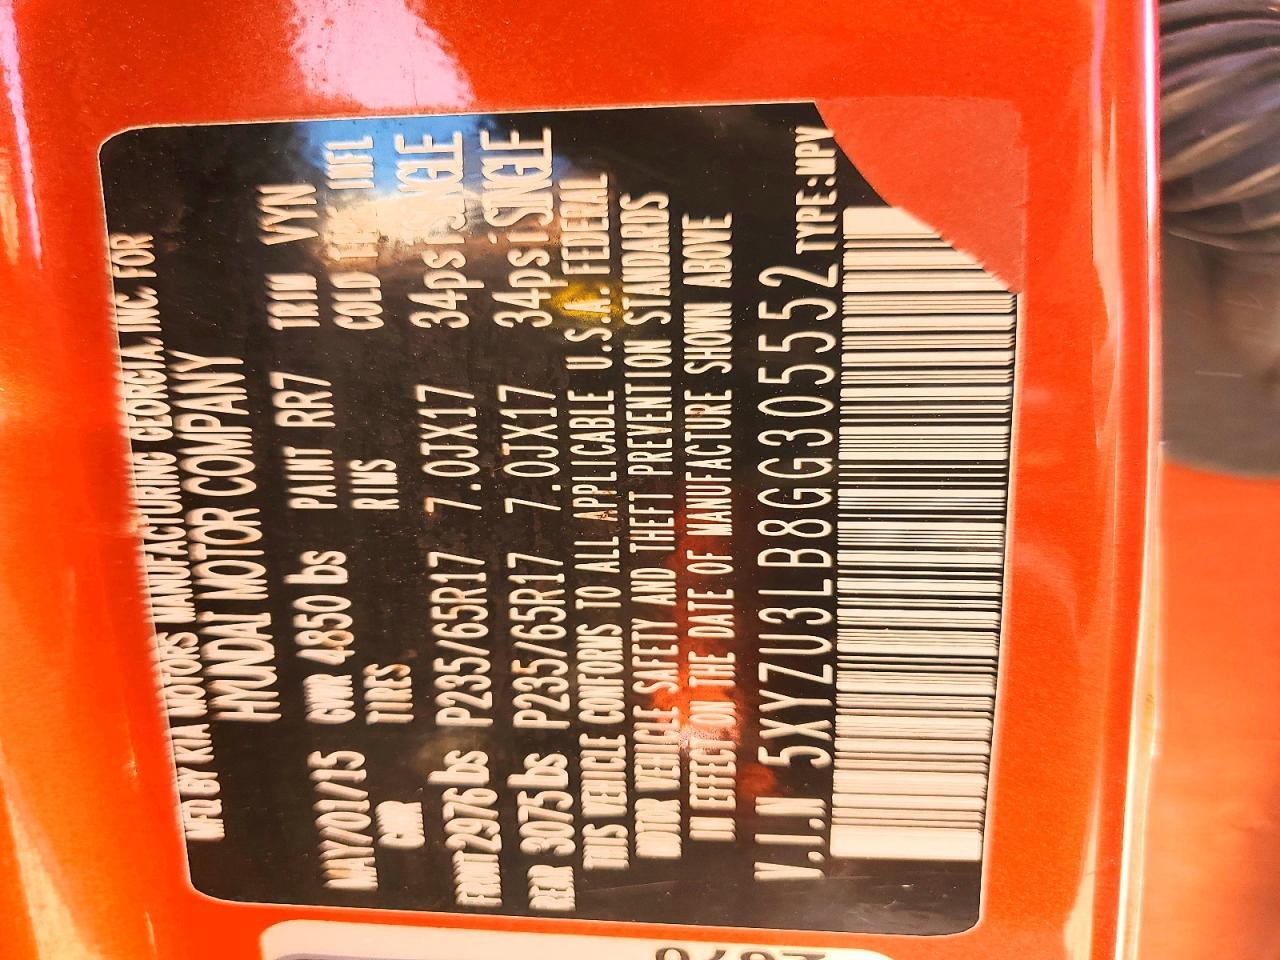 MFD BY KIA MOTORS MANUFACTURING GEORGIA, INC. FOR
HYUNDAI MOTOR COMPANY
MAY/01/15 GVWR 4850 lbs PAINT RR7 TRIM VYN
GAWR TIRES RIMS COLD TIRE INFL
FRONT 2976 lbs P235/65R17 7.0JX17 34psi SINGLE
REAR 3075 lbs P235/65R17 7.0JX17 34psi SINGLE
THIS VEHICLE CONFORMS TO ALL APPLICABLE U.S.A. FEDERAL
MOTOR VEHICLE SAFETY AND THEFT PREVENTION STANDARDS
IN EFFECT ON THE DATE OF MANUFACTURE SHOWN ABOVE
V.I.N 5XYZU3LB8GG305552 TYPE:MPV